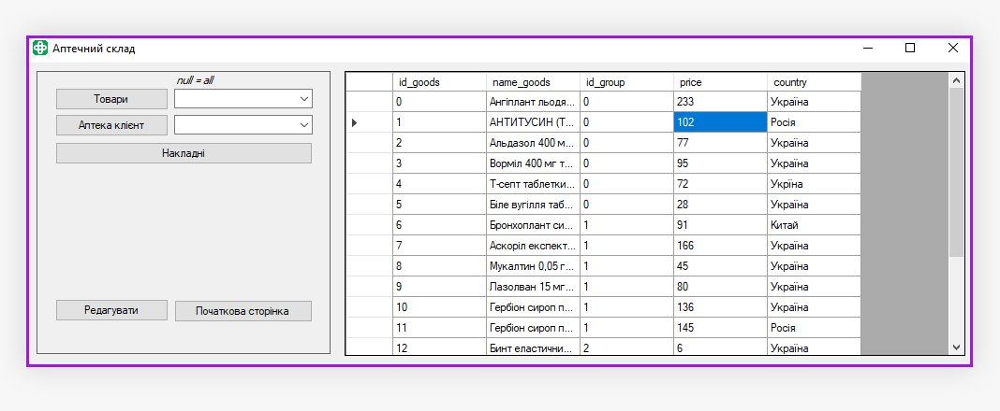 Аптечний склад
null = all
Товари
Аптека клієнт
Накладні
Редагувати
Початкова сторінка
id_goods name_goods id_group price country
0 Ангіплант льодя... 0 233 Україна
1 АНТИТУСИН (Т... 0 102 Росія
2 Альдазол 400 м... 0 77 Україна
3 Ворміл 400 мг т... 0 95 Україна
4 Т-септ таблетки... 0 72 Укріна
5 Біле вугілля таб... 0 28 Україна
6 Бронхоплант си... 1 91 Китай
7 Аскоріл експект... 1 166 Україна
8 Мукалтин 0,05 г... 1 45 Україна
9 Лазолван 15 мг... 1 80 Україна
10 Гербіон сироп п... 1 136 Україна
11 Гербіон сироп п... 1 145 Росія
12 Бинт еластични... 2 6 Україна